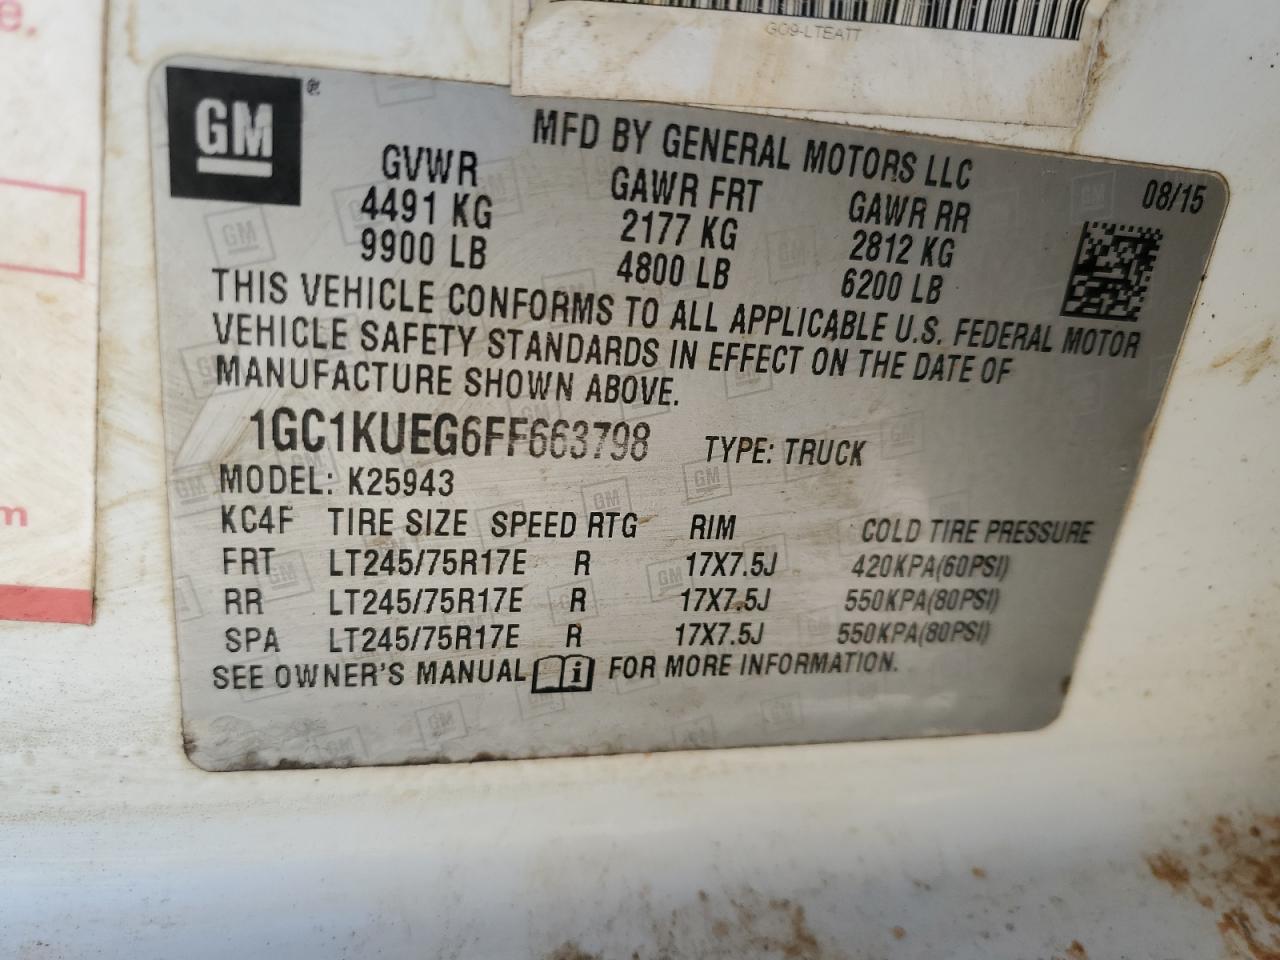 e.
GO9-LTEATT
GM
®
MFD BY GENERAL MOTORS LLC
08/15
GVWR GAWR FRT GAWR RR
4491 KG 2177 KG 2812 KG
9900 LB 4800 LB 6200 LB
THIS VEHICLE CONFORMS TO ALL APPLICABLE U.S. FEDERAL MOTOR
VEHICLE SAFETY STANDARDS IN EFFECT ON THE DATE OF
MANUFACTURE SHOWN ABOVE.
1GC1KUEG6FF663798 TYPE: TRUCK
MODEL: K25943
KC4F TIRE SIZE SPEED RTG RIM COLD TIRE PRESSURE
FRT LT245/75R17E R 17X7.5J 420KPA(60PSI)
RR LT245/75R17E R 17X7.5J 550KPA(80PSI)
SPA LT245/75R17E R 17X7.5J 550KPA(80PSI)
SEE OWNER'S MANUAL i FOR MORE INFORMATION.
m